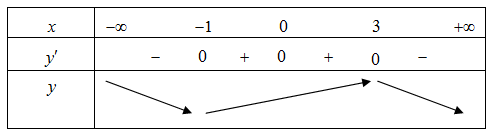 x −∞ −1 0 3 +∞
y′ − 0 + 0 + 0 −
y